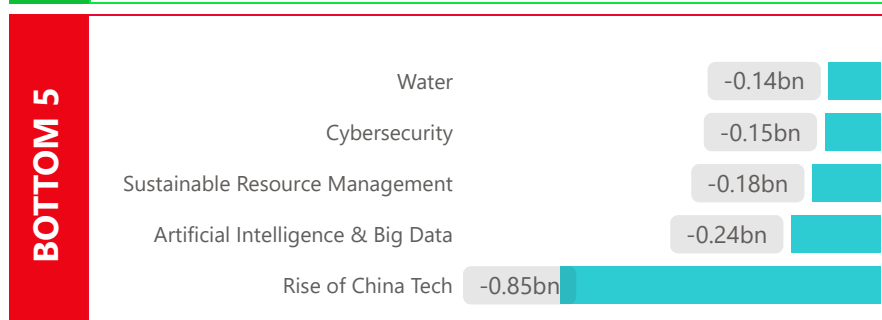 BOTTOM 5
Water -0.14bn
Cybersecurity -0.15bn
Sustainable Resource Management -0.18bn
Artificial Intelligence & Big Data -0.24bn
Rise of China Tech -0.85bn